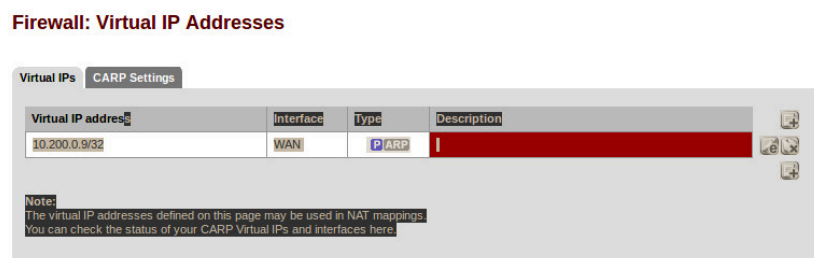 Firewall: Virtual IP Addresses
Virtual IPs CARP Settings
Virtual IP address Interface Type Description
10.200.0.9/32 WAN P ARP
Note:
The virtual IP addresses defined on this page may be used in NAT mappings.
You can check the status of your CARP Virtual IPs and interfaces here.